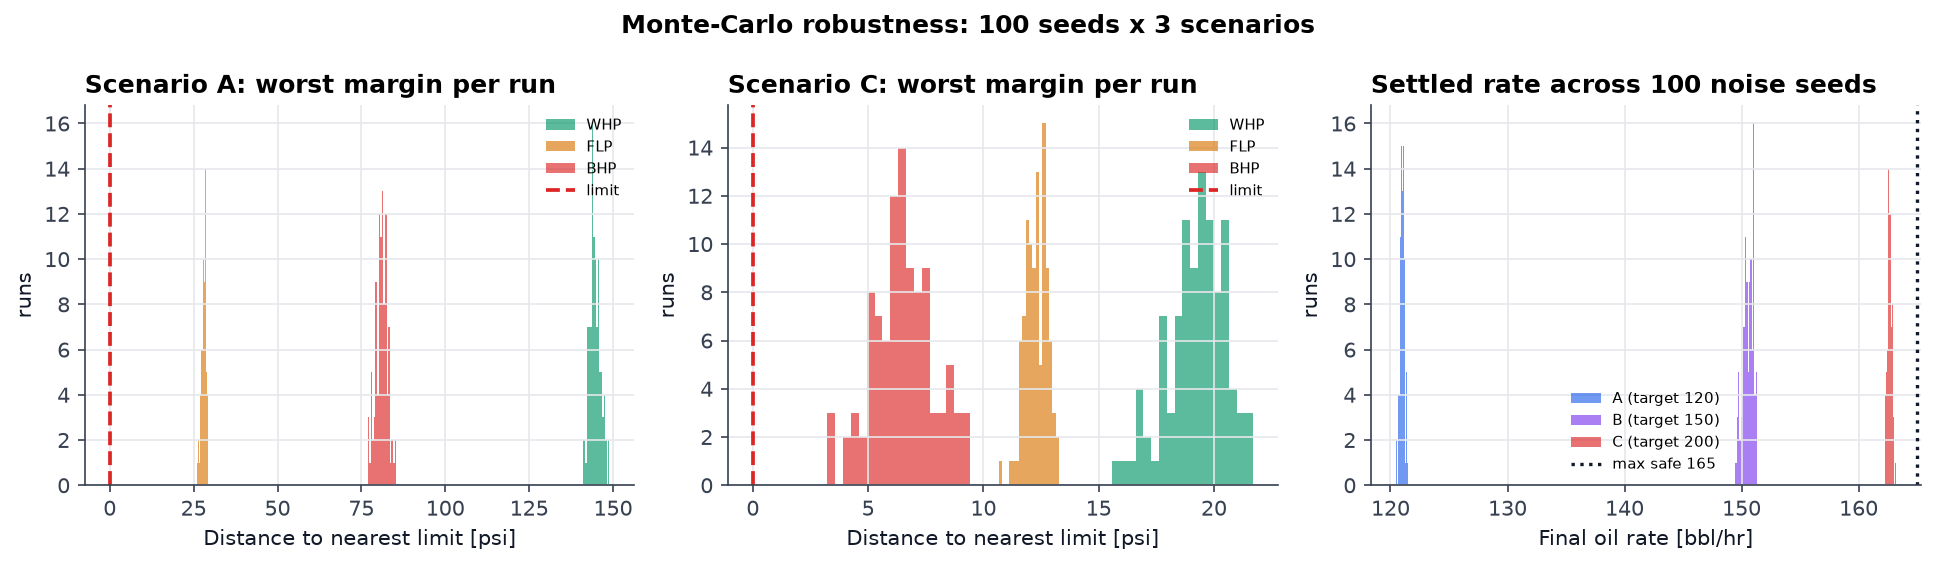 Monte-Carlo robustness: 100 seeds x 3 scenarios
Scenario A: worst margin per run
16
14
12
10
8
6
4
2
0
runs
0 25 50 75 100 125 150
Distance to nearest limit [psi]
WHP
FLP
BHP
limit
Scenario C: worst margin per run
14
12
10
8
6
4
2
0
runs
0 5 10 15 20
Distance to nearest limit [psi]
WHP
FLP
BHP
limit
Settled rate across 100 noise seeds
16
14
12
10
8
6
4
2
0
runs
120 130 140 150 160
Final oil rate [bbl/hr]
A (target 120)
B (target 150)
C (target 200)
max safe 165